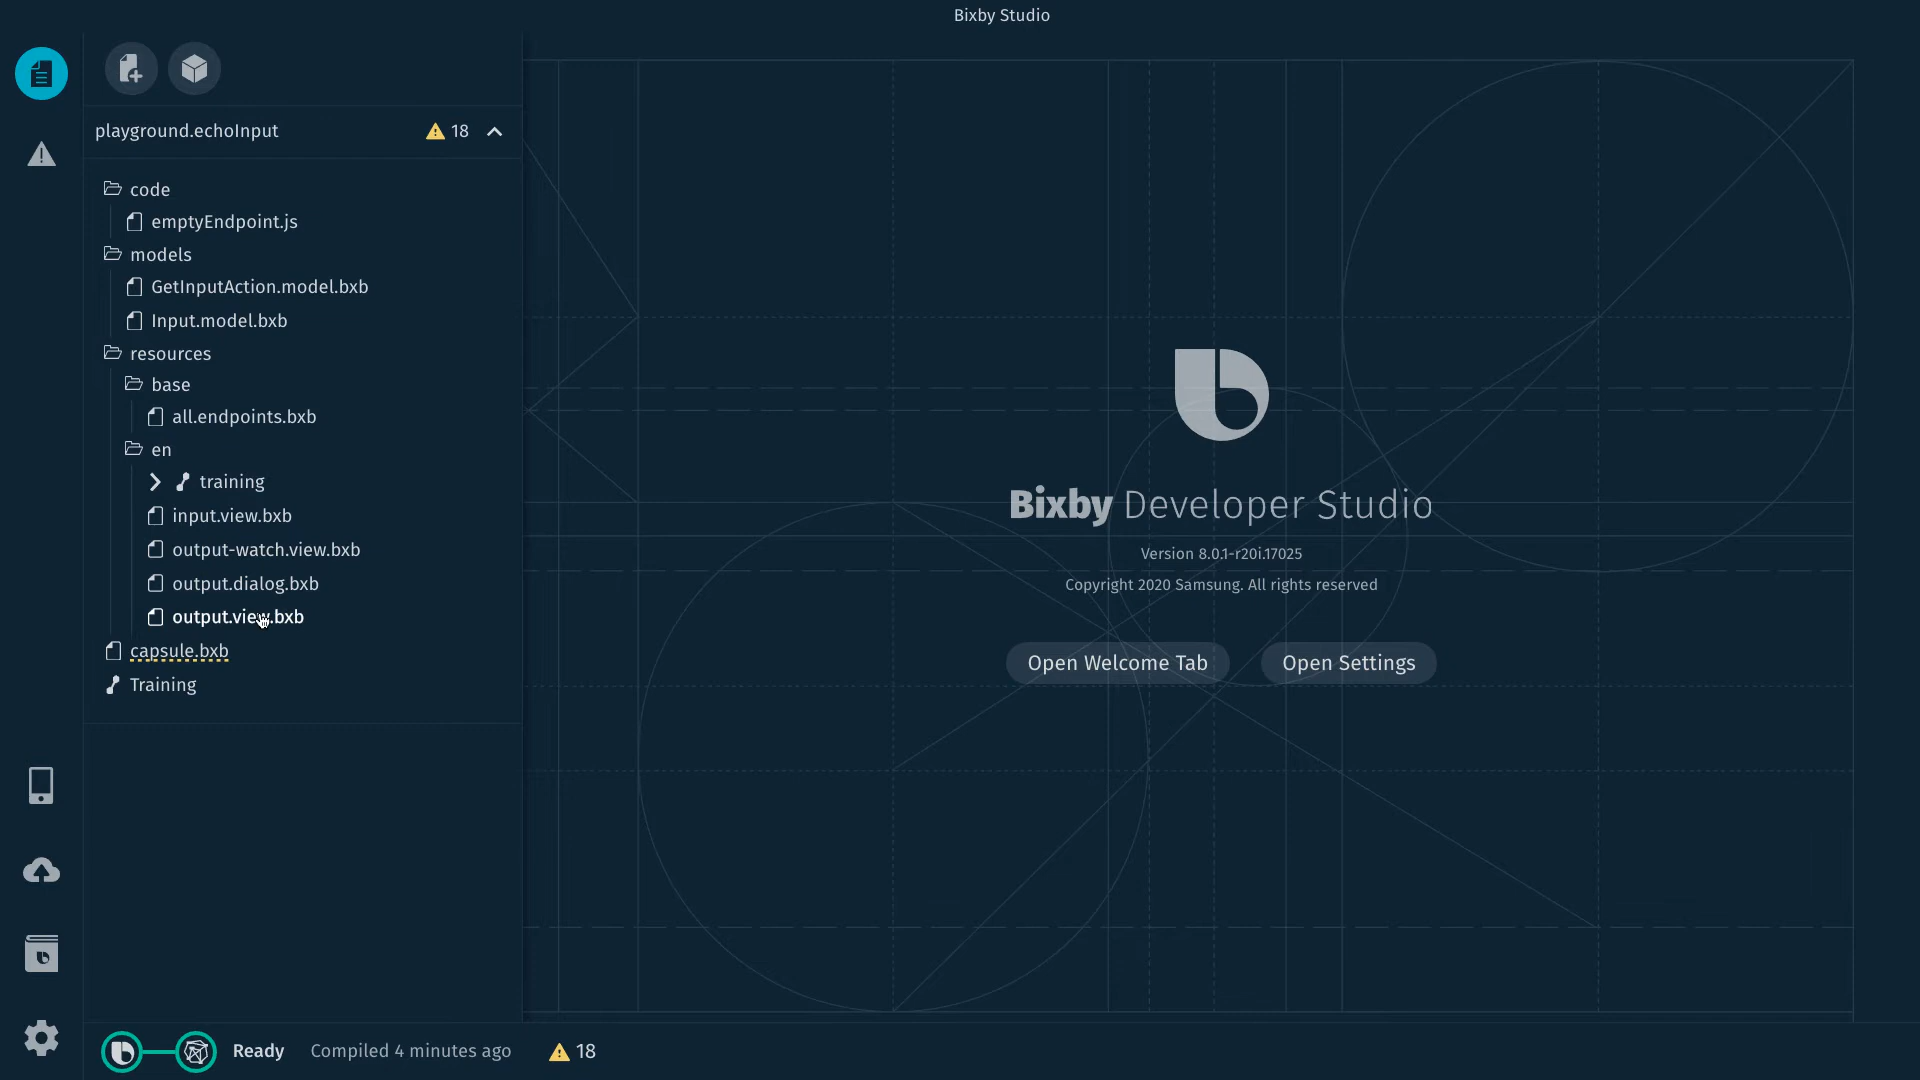 Bixby Studio
playground.echoInput
18
code
emptyEndpoint.js
models
GetInputAction.model.bxb
Input.model.bxb
resources
base
all.endpoints.bxb
en
training
input.view.bxb
output-watch.view.bxb
output.dialog.bxb
output.view.bxb
capsule.bxb
Training
Bixby Developer Studio
Version 8.0.1-r20i.17025
Copyright 2020 Samsung. All rights reserved
Open Welcome Tab
Open Settings
Ready
Compiled 4 minutes ago
18